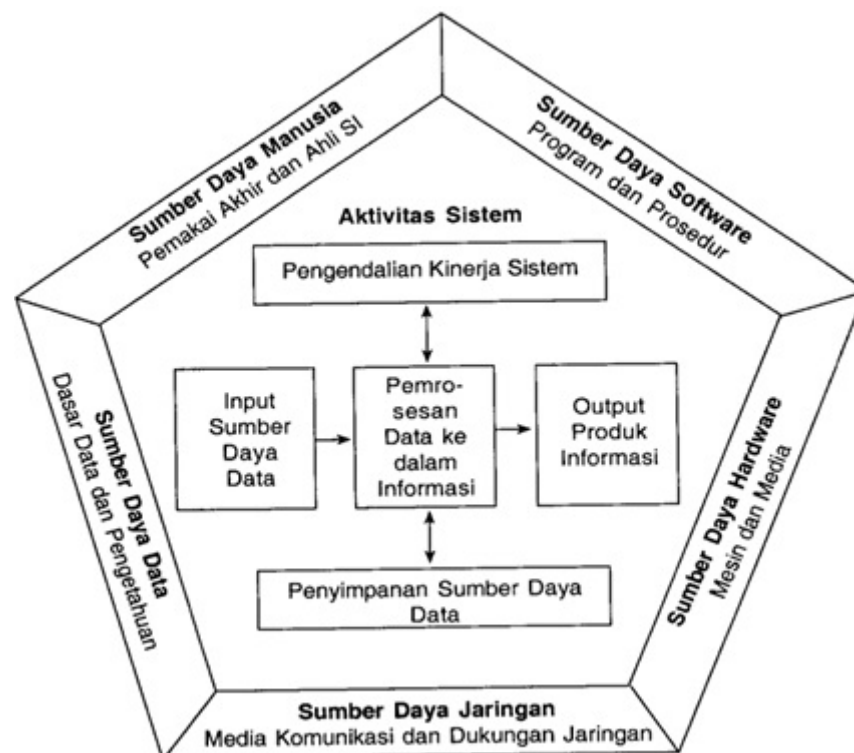 Sumber Daya Manusia
Pemakai Akhir dan Ahli SI
Sumber Daya Software
Program dan Prosedur
Aktivitas Sistem
Pengendalian Kinerja Sistem
Input
Sumber
Daya
Data
Pemro-
sesan
Data ke
dalam
Informasi
Output
Produk
Informasi
Sumber Daya Data
Dasar Data dan Pengetahuan
Sumber Daya Hardware
Mesin dan Media
Penyimpanan Sumber Daya
Data
Sumber Daya Jaringan
Media Komunikasi dan Dukungan Jaringan